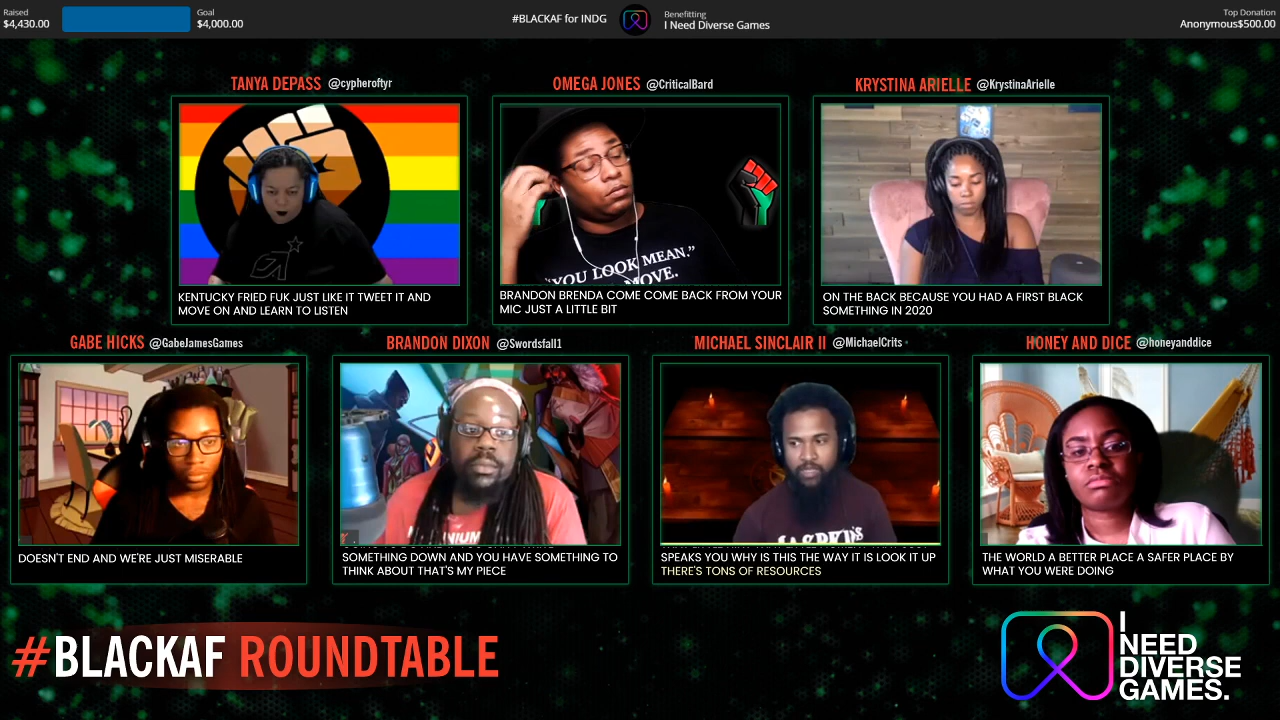 Raised
$4,430.00
Goal
$4,000.00
#BLACKAF for INDG
Benefitting
I Need Diverse Games
Top Donation
Anonymous$500.00
TANYA DEPASS @cypheroftyr
OMEGA JONES @CriticalBard
KRYSTINA ARIELLE @KrystinaArielle
"YOU LOOK MEAN."
MOVE.
KENTUCKY FRIED FUK JUST LIKE IT TWEET IT AND
MOVE ON AND LEARN TO LISTEN
BRANDON BRENDA COME COME BACK FROM YOUR
MIC JUST A LITTLE BIT
ON THE BACK BECAUSE YOU HAD A FIRST BLACK
SOMETHING IN 2020
GABE HICKS @GabeJamesGames
BRANDON DIXON @Swordsfall1
MICHAEL SINCLAIR II @MichaelCrits
HONEY AND DICE @honeyanddice
DOESN'T END AND WE'RE JUST MISERABLE
SOMETHING DOWN AND YOU HAVE SOMETHING TO
THINK ABOUT THAT'S MY PIECE
SPEAKS YOU WHY IS THIS THE WAY IT IS LOOK IT UP
THERE'S TONS OF RESOURCES
THE WORLD A BETTER PLACE A SAFER PLACE BY
WHAT YOU WERE DOING
#BLACKAF ROUNDTABLE
I
NEED
DIVERSE
GAMES.